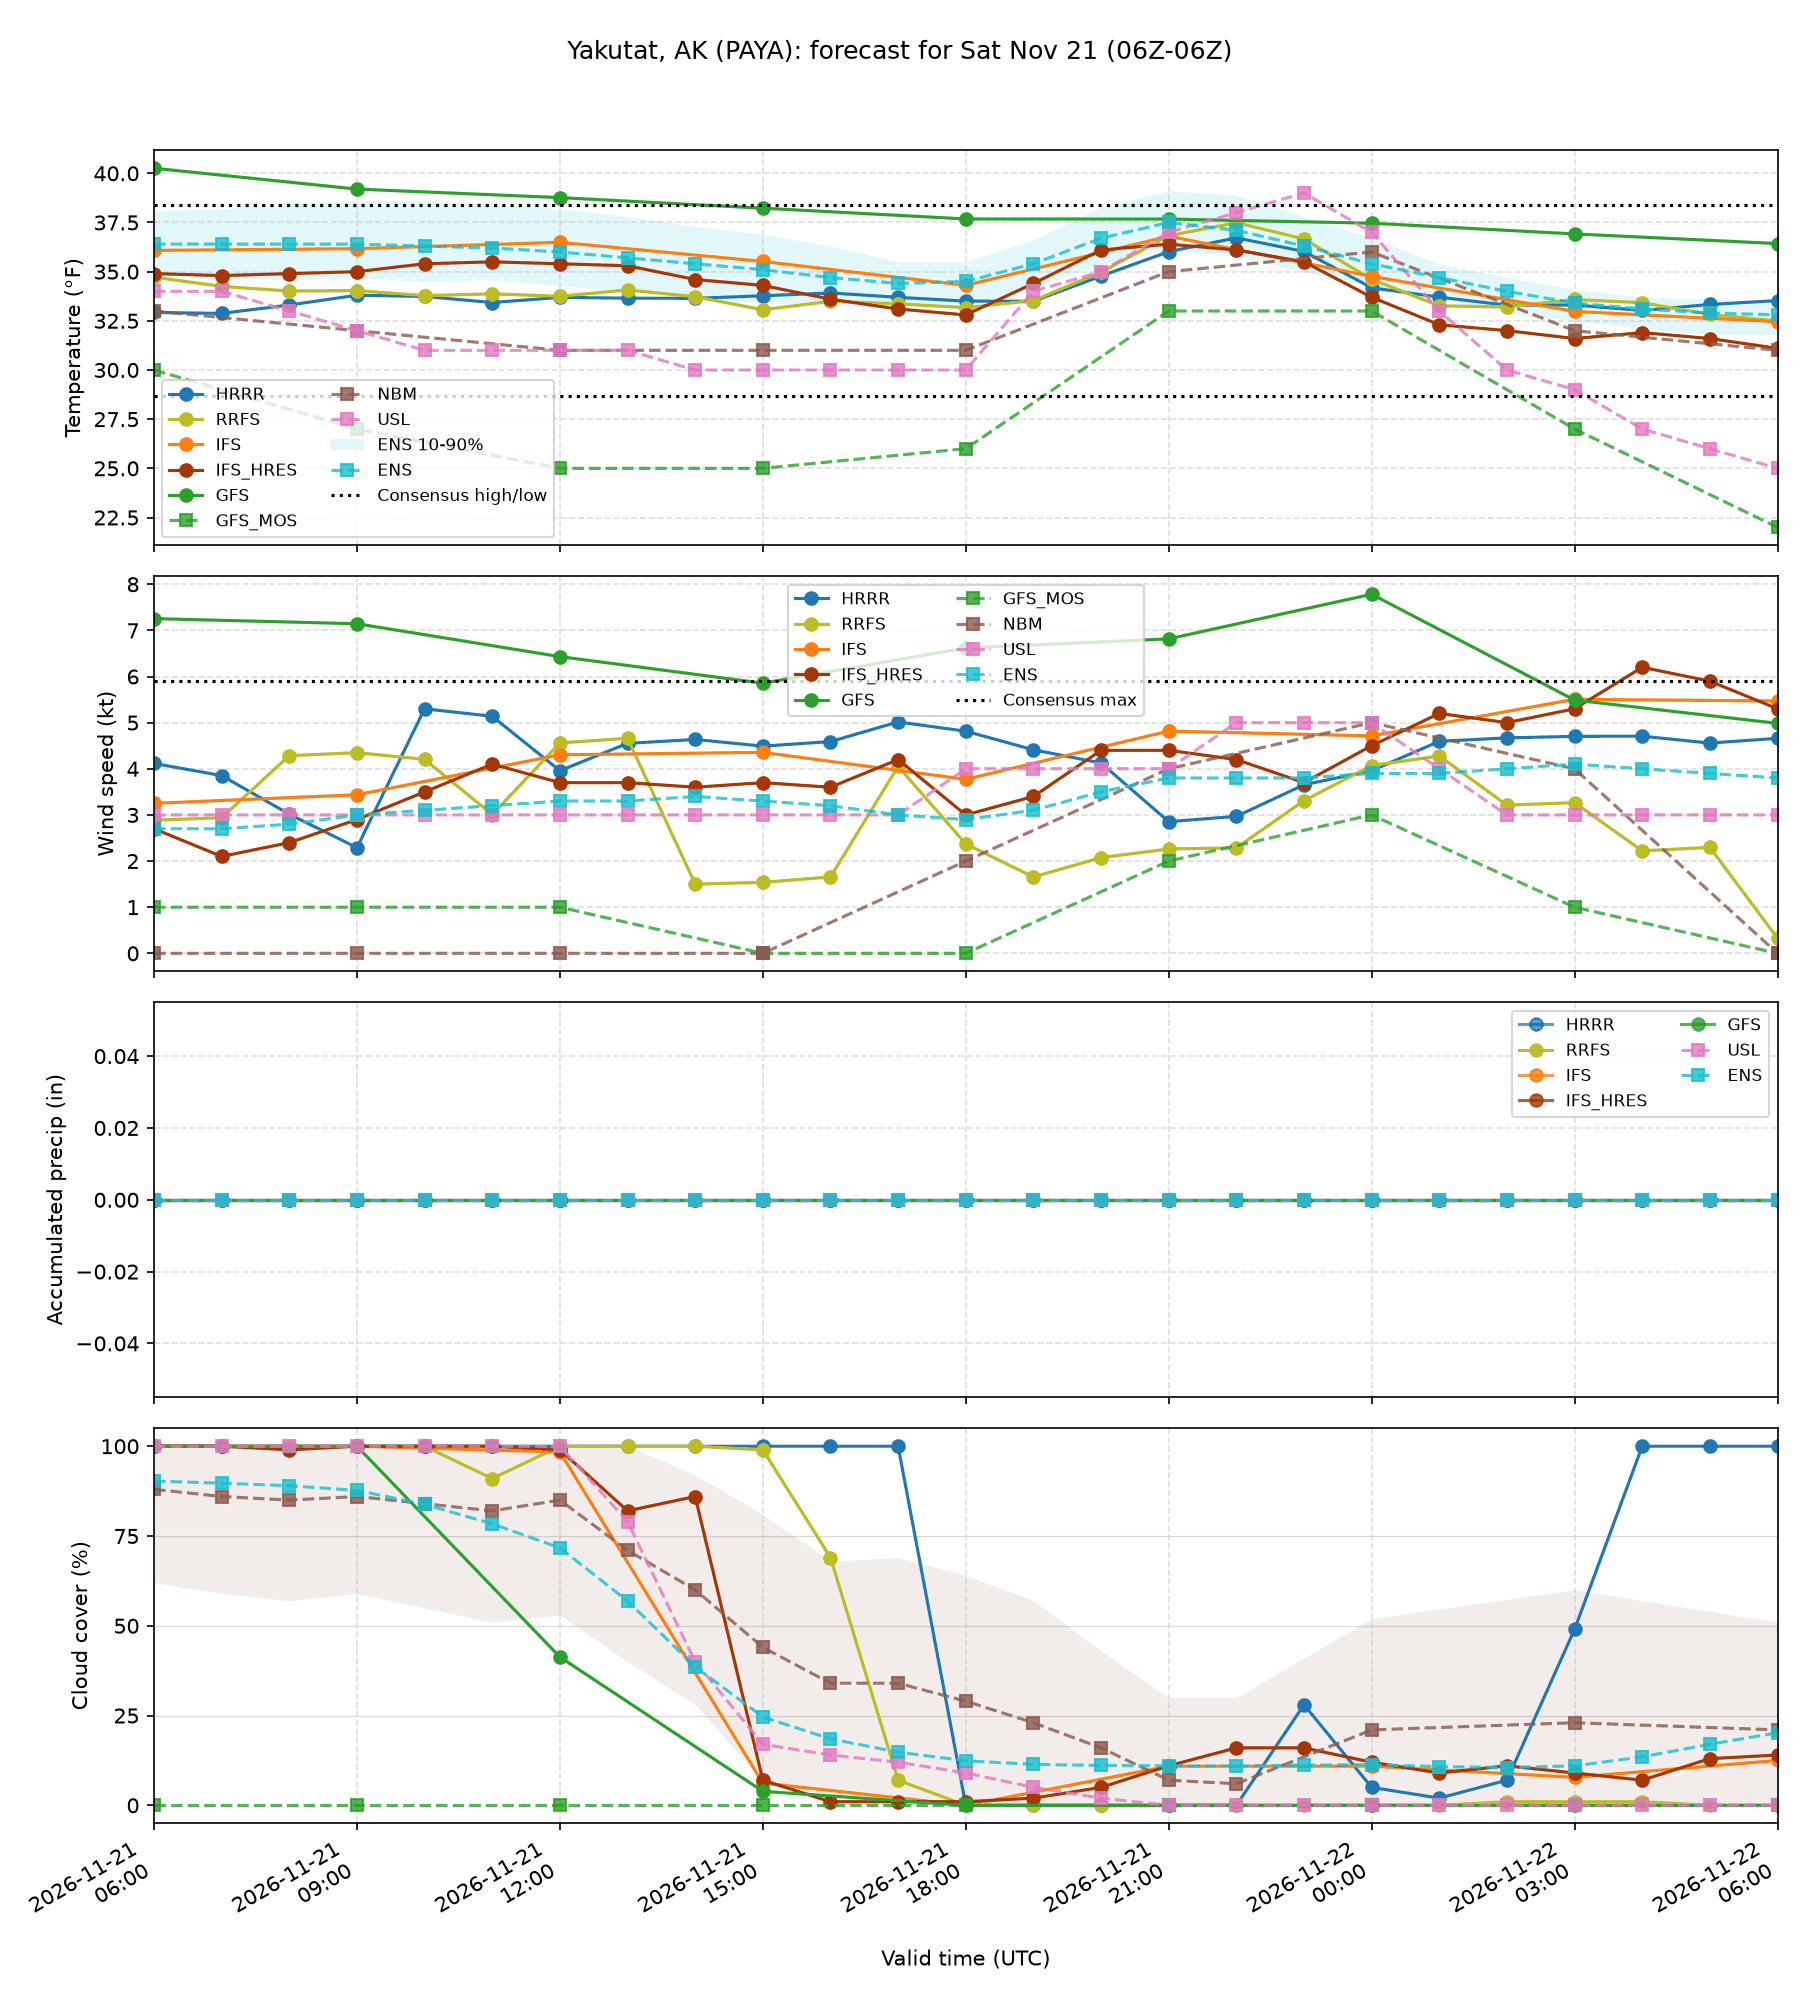 Yakutat, AK (PAYA): forecast for Sat Nov 21 (06Z-06Z)
Temperature (°F)
40.0
37.5
35.0
32.5
30.0
27.5
25.0
22.5
HRRR
RRFS
IFS
IFS_HRES
GFS
GFS_MOS
NBM
USL
ENS 10-90%
ENS
Consensus high/low
Wind speed (kt)
8
7
6
5
4
3
2
1
0
HRRR
RRFS
IFS
IFS_HRES
GFS
GFS_MOS
NBM
USL
ENS
Consensus max
Accumulated precip (in)
0.04
0.02
0.00
−0.02
−0.04
HRRR
RRFS
IFS
IFS_HRES
GFS
USL
ENS
Cloud cover (%)
100
75
50
25
0
2026-11-21
06:00
2026-11-21
09:00
2026-11-21
12:00
2026-11-21
15:00
2026-11-21
18:00
2026-11-21
21:00
2026-11-22
00:00
2026-11-22
03:00
2026-11-22
06:00
Valid time (UTC)